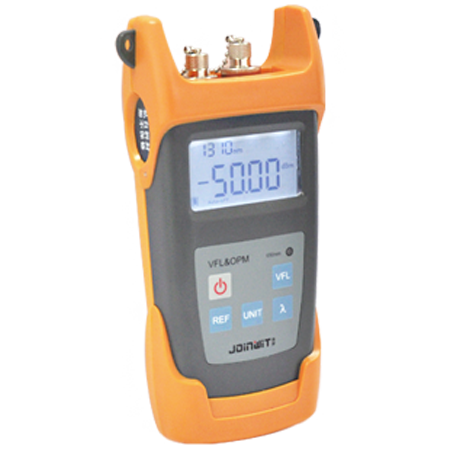 1310nm
-50.00 dBm
VFL&OPM
VFL
REF UNIT λ
JOINWIT